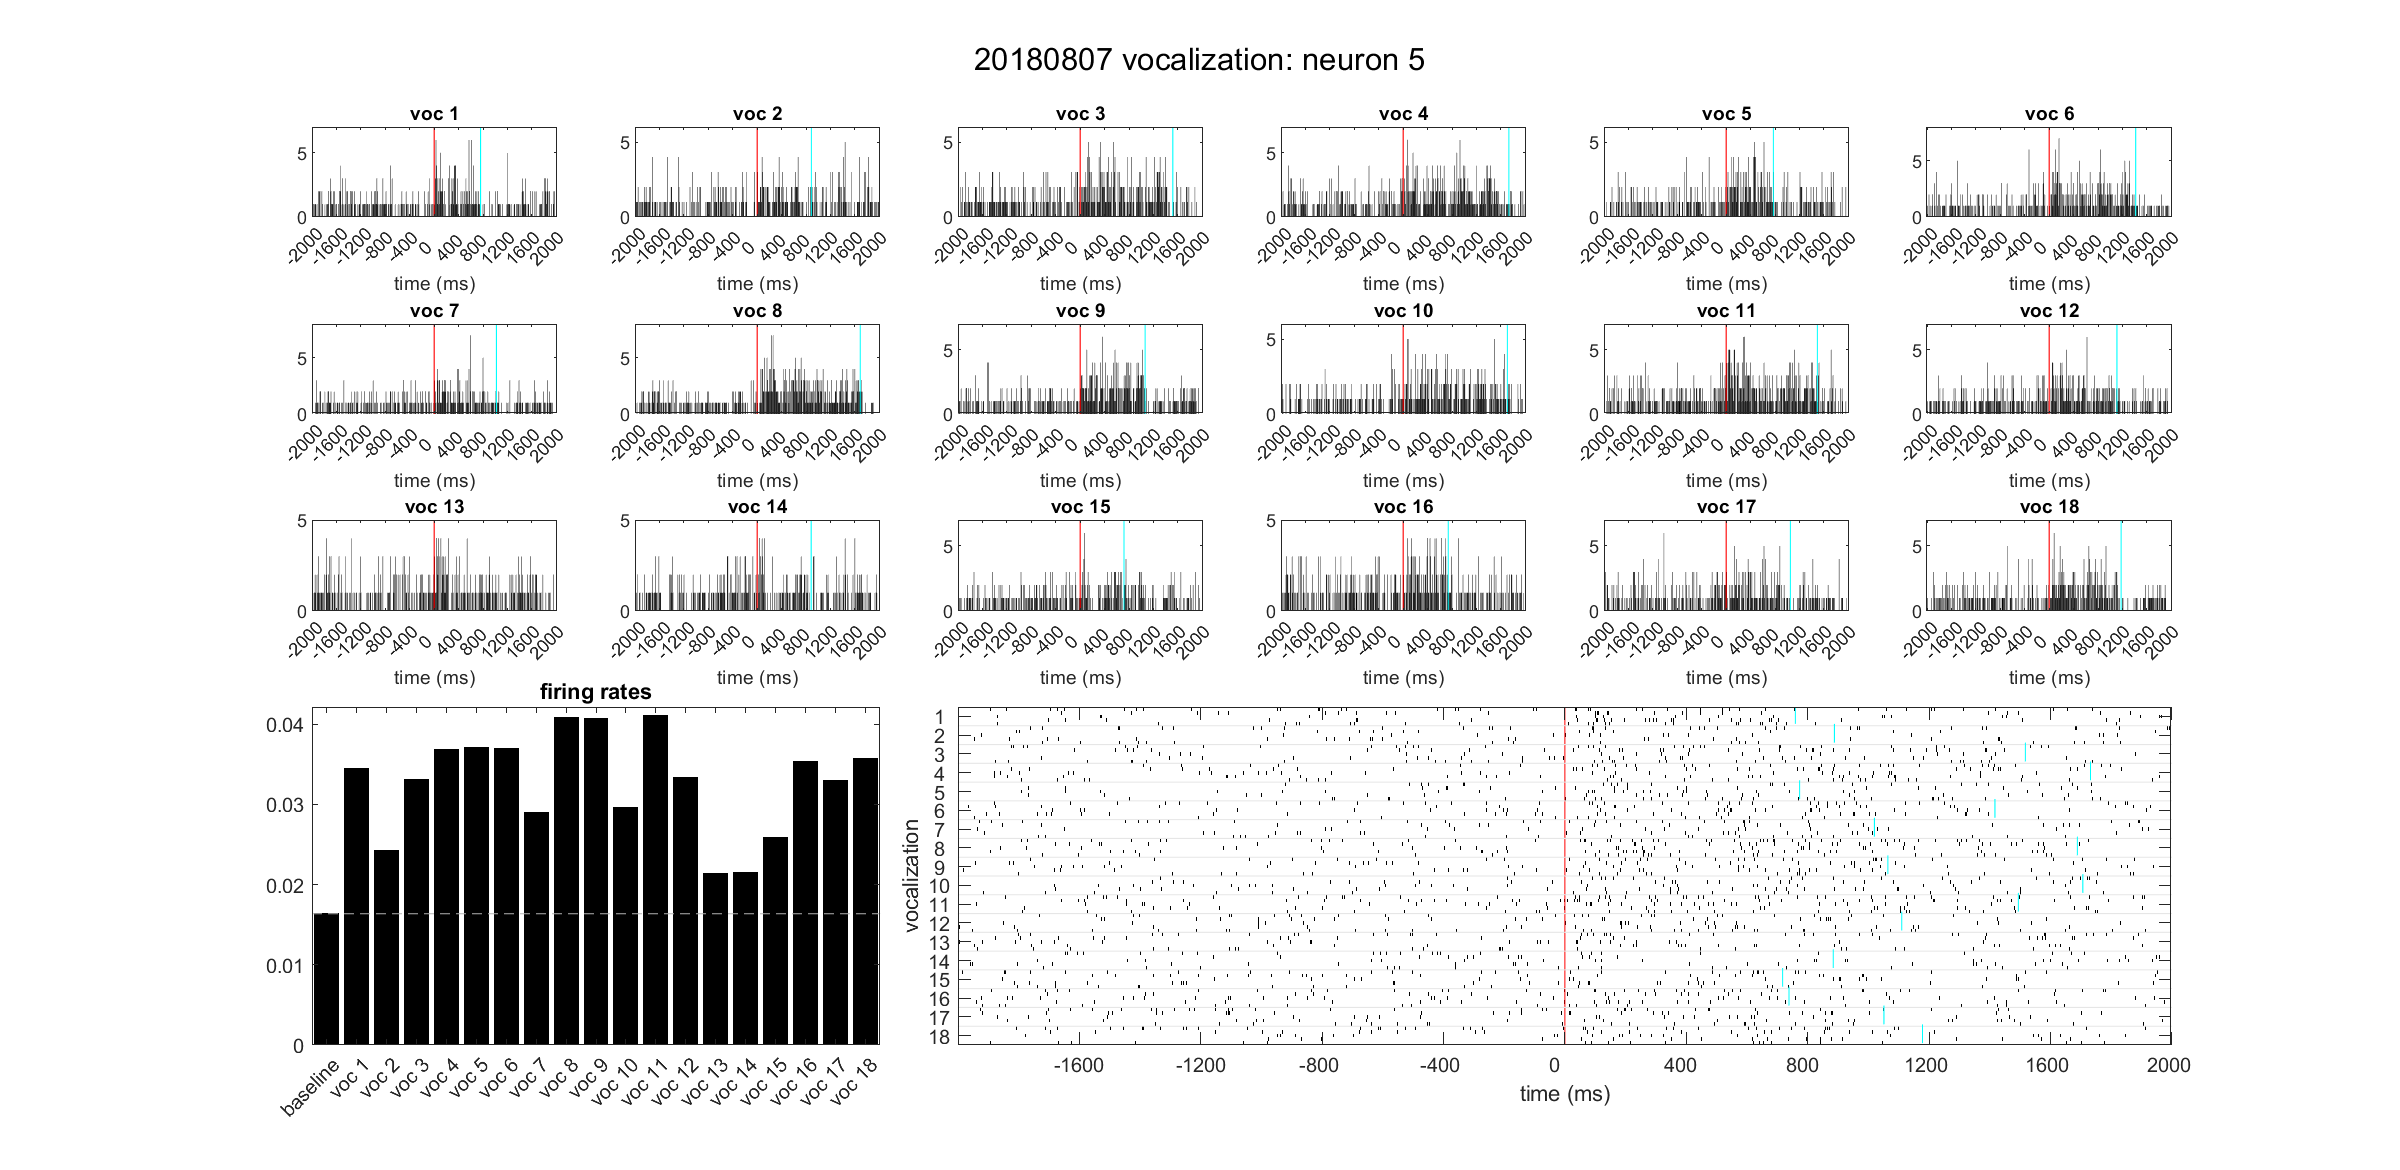 20180807 vocalization: neuron 5
voc 1 voc 2 voc 3 voc 4 voc 5 voc 6
5 5 5 5 5 5
0 0 0 0 0 0
-2000 -1600 -1200 -800 -400 0 400 800 1200 1600 2000 -2000 -1600 -1200 -800 -400 0 400 800 1200 1600 2000 -2000 -1600 -1200 -800 -400 0 400 800 1200 1600 2000 -2000 -1600 -1200 -800 -400 0 400 800 1200 1600 2000 -2000 -1600 -1200 -800 -400 0 400 800 1200 1600 2000 -2000 -1600 -1200 -800 -400 0 400 800 1200 1600 2000
time (ms) time (ms) time (ms) time (ms) time (ms) time (ms)
voc 7 voc 8 voc 9 voc 10 voc 11 voc 12
5 5 5 5 5 5
0 0 0 0 0 0
-2000 -1600 -1200 -800 -400 0 400 800 1200 1600 2000 -2000 -1600 -1200 -800 -400 0 400 800 1200 1600 2000 -2000 -1600 -1200 -800 -400 0 400 800 1200 1600 2000 -2000 -1600 -1200 -800 -400 0 400 800 1200 1600 2000 -2000 -1600 -1200 -800 -400 0 400 800 1200 1600 2000 -2000 -1600 -1200 -800 -400 0 400 800 1200 1600 2000
time (ms) time (ms) time (ms) time (ms) time (ms) time (ms)
voc 13 voc 14 voc 15 voc 16 voc 17 voc 18
5 5 5 5 5 5
0 0 0 0 0 0
-2000 -1600 -1200 -800 -400 0 400 800 1200 1600 2000 -2000 -1600 -1200 -800 -400 0 400 800 1200 1600 2000 -2000 -1600 -1200 -800 -400 0 400 800 1200 1600 2000 -2000 -1600 -1200 -800 -400 0 400 800 1200 1600 2000 -2000 -1600 -1200 -800 -400 0 400 800 1200 1600 2000 -2000 -1600 -1200 -800 -400 0 400 800 1200 1600 2000
time (ms) time (ms) time (ms) time (ms) time (ms) time (ms)
firing rates
0.04
0.03
0.02
0.01
0
baseline voc 1 voc 2 voc 3 voc 4 voc 5 voc 6 voc 7 voc 8 voc 9 voc 10 voc 11 voc 12 voc 13 voc 14 voc 15 voc 16 voc 17 voc 18
vocalization
1
2
3
4
5
6
7
8
9
10
11
12
13
14
15
16
17
18
-1600 -1200 -800 -400 0 400 800 1200 1600 2000
time (ms)